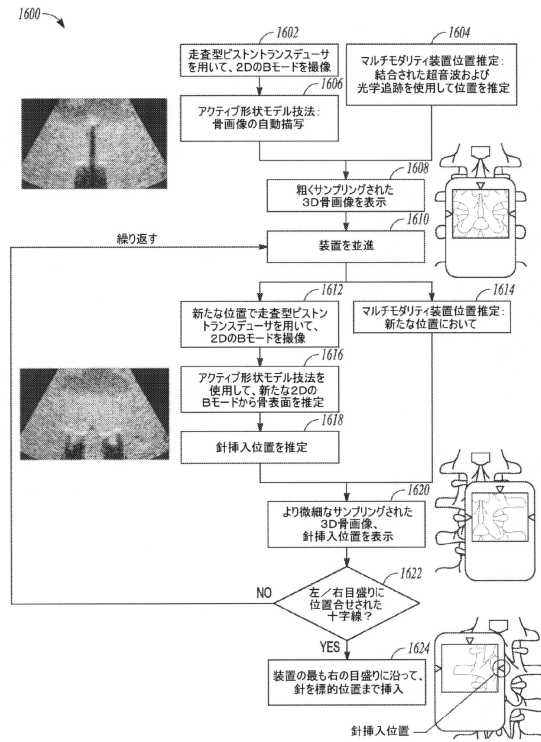 1600
1602
走査型ピストントランスデューサ
を用いて、2DのBモードを撮像
1604
マルチモダリティ装置位置推定:
結合された超音波および
光学追跡を使用して位置を推定
1606
アクティブ形状モデル技法:
骨画像の自動描写
1608
粗くサンプリングされた
3D骨画像を表示
1610
装置を並進
繰り返す
1612
新たな位置で走査型ピストン
トランスデューサを用いて、
2DのBモードを撮像
1614
マルチモダリティ装置位置推定:
新たな位置において
1616
アクティブ形状モデル技法を
使用して、新たな2Dの
Bモードから骨表面を推定
1618
針挿入位置を推定
1620
より微細なサンプリングされた
3D骨画像、
針挿入位置を表示
1622
左/右目盛りに
位置合せされた
十字線?
NO
YES
1624
装置の最も右の目盛りに沿って、
針を標的位置まで挿入
針挿入位置